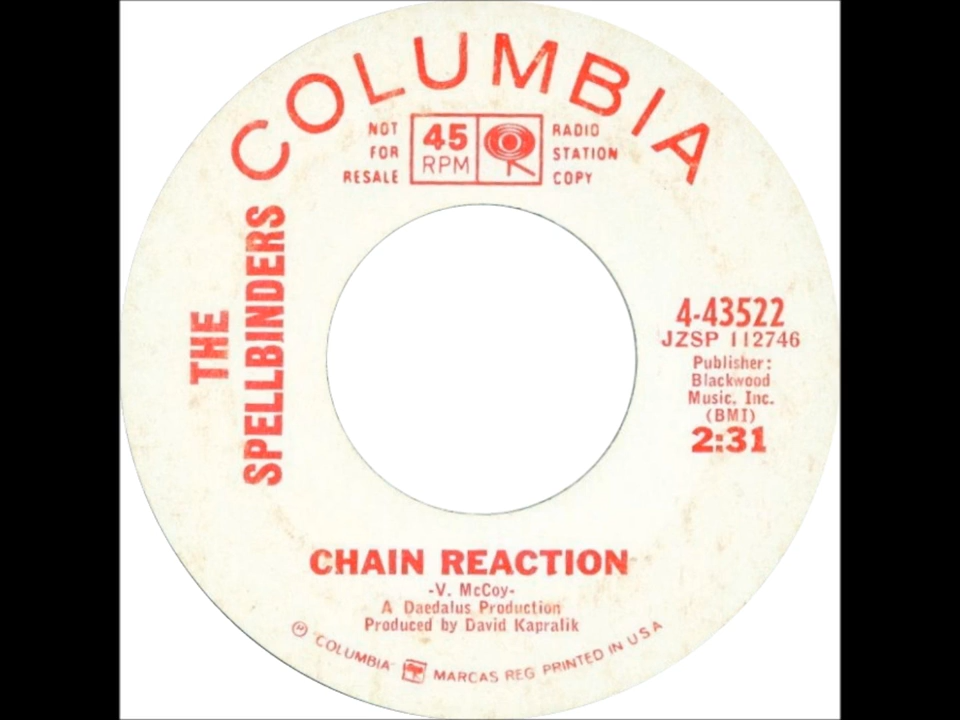 COLUMBIA
NOT
FOR
RESALE
45
RPM
RADIO
STATION
COPY
THE
SPELLBINDERS
4-43522
JZSP 112746
Publisher:
Blackwood
Music, Inc.
(BMI)
2:31
CHAIN REACTION
-V. McCoy-
A Daedalus Production
Produced by David Kapralik
COLUMBIA MARCAS REG PRINTED IN U S A